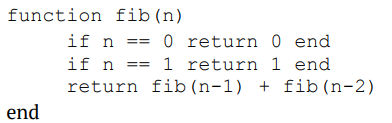 function fib(n)
if n == 0 return 0 end
if n == 1 return 1 end
return fib(n-1) + fib(n-2)
end